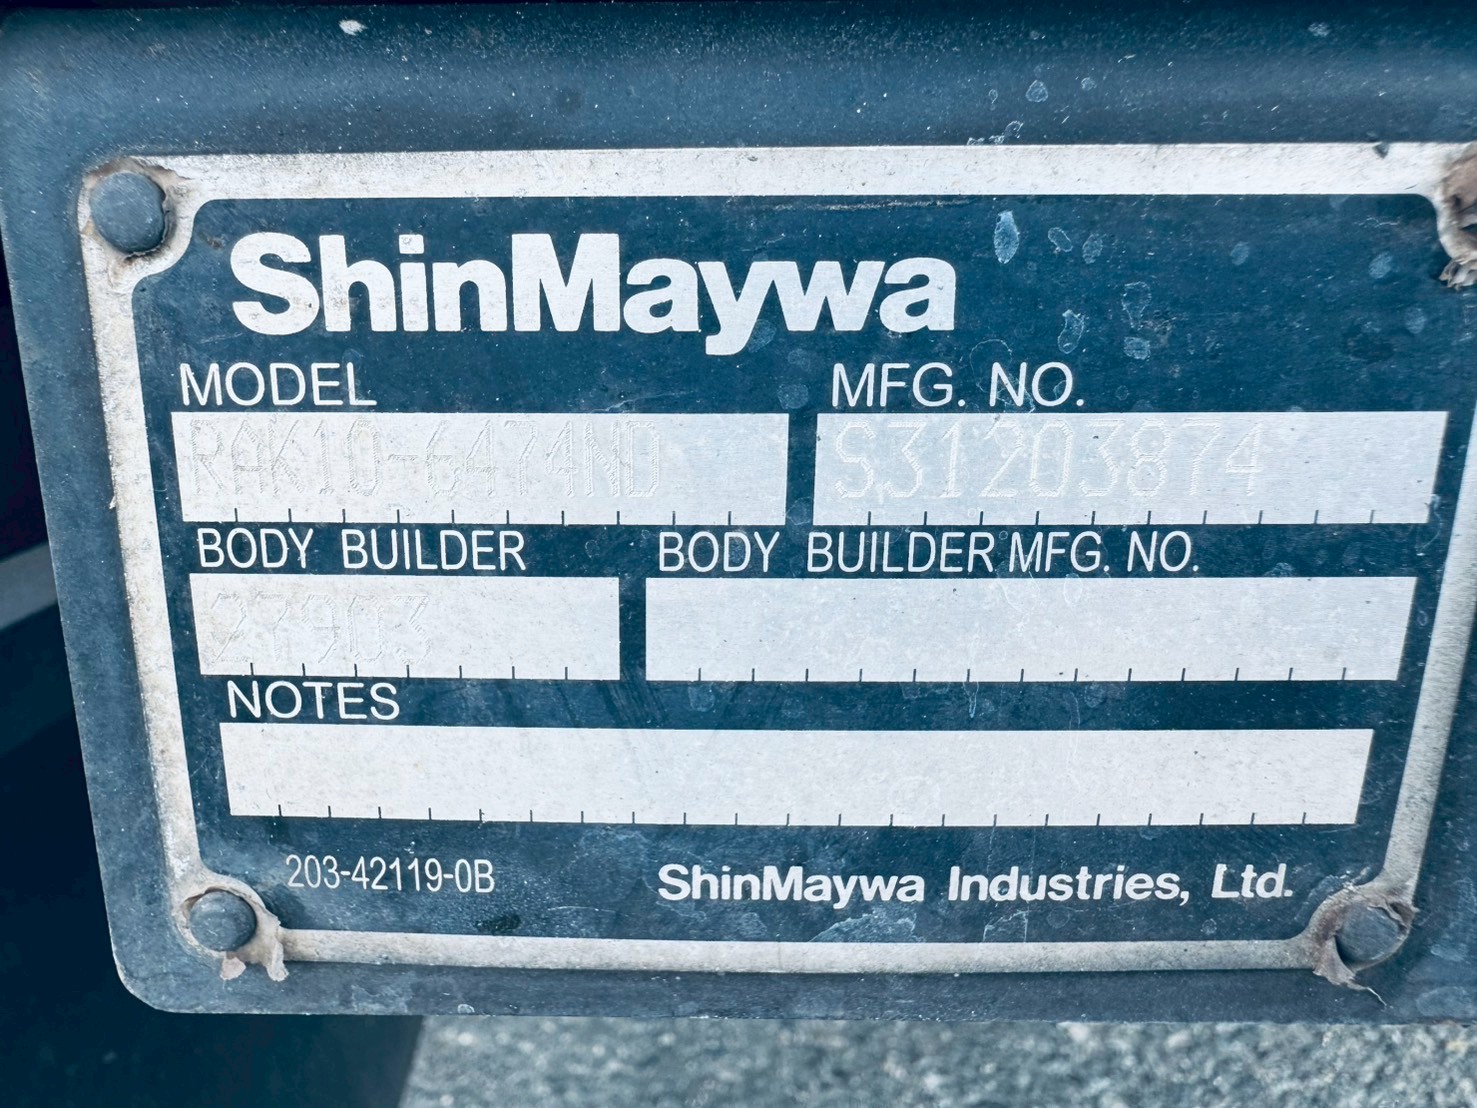 ShinMaywa
MODEL MFG. NO.
RAK10-6474ND S31203874
BODY BUILDER BODY BUILDER MFG. NO.
27903
NOTES
203-42119-0B ShinMaywa Industries, Ltd.